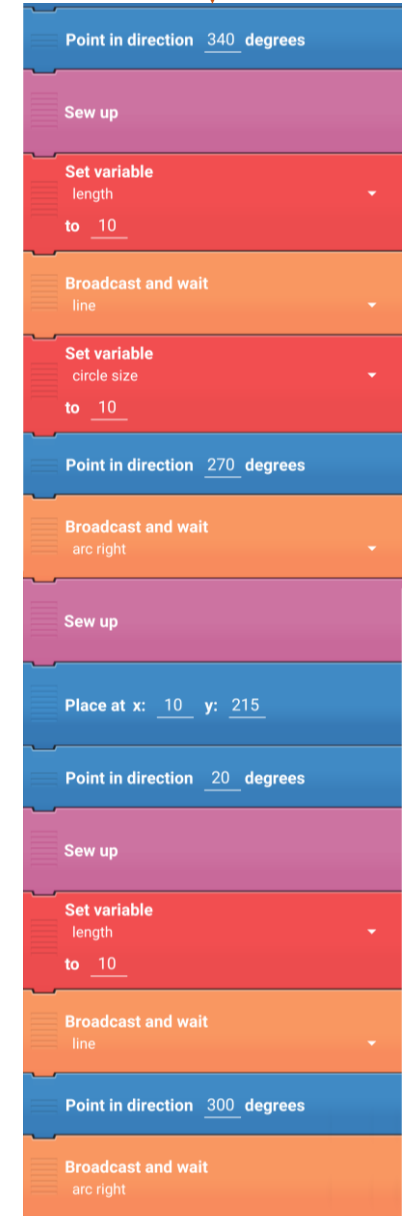 Point in direction 340 degrees
Sew up
Set variable
length
to 10
Broadcast and wait
line
Set variable
circle size
to 10
Point in direction 270 degrees
Broadcast and wait
arc right
Sew up
Place at x: 10 y: 215
Point in direction 20 degrees
Sew up
Set variable
length
to 10
Broadcast and wait
line
Point in direction 300 degrees
Broadcast and wait
arc right